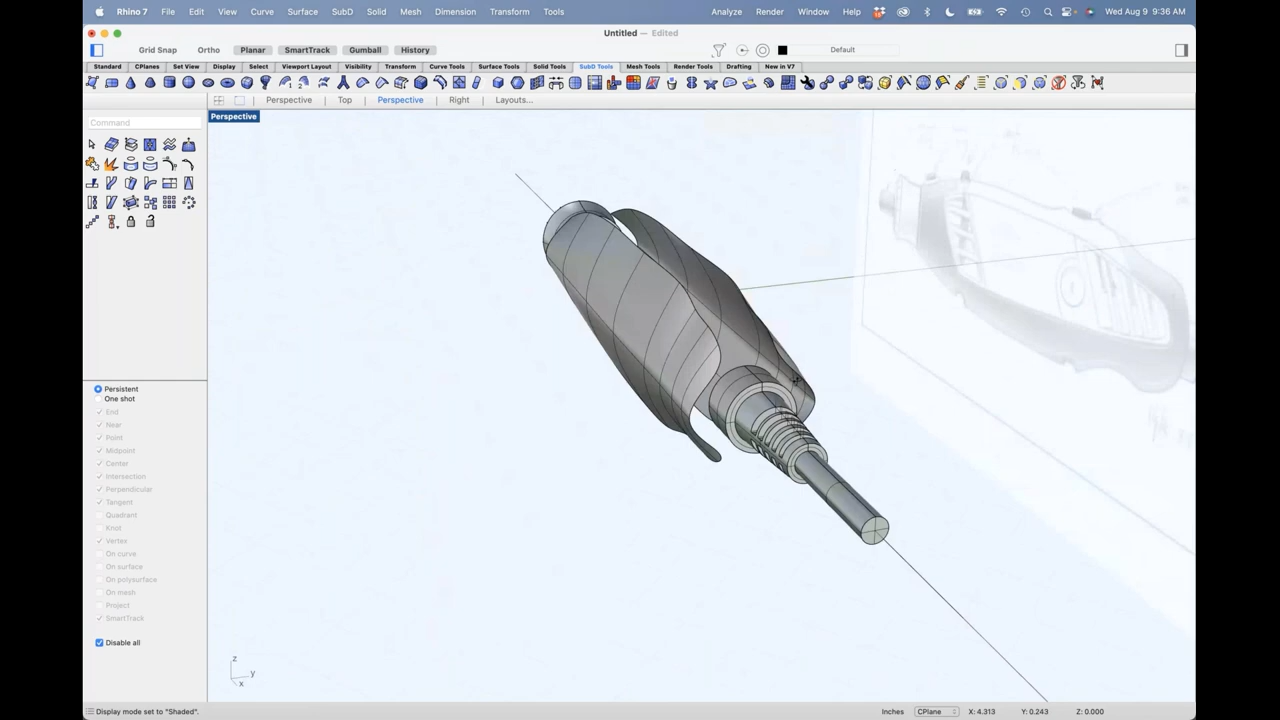 Rhino 7 File Edit View Curve Surface SubD Solid Mesh Dimension Transform Tools Analyze Render Window Help Wed Aug 9 9:36 AM
Untitled — Edited
Grid Snap Ortho Planar SmartTrack Gumball History Default
Standard CPlanes Set View Display Select Viewport Layout Visibility Transform Curve Tools Surface Tools Solid Tools SubD Tools Mesh Tools Render Tools Drafting New in V7
Perspective Top Perspective Right Layouts...
Perspective
Command
Persistent
One shot
End
Near
Point
Midpoint
Center
Intersection
Perpendicular
Tangent
Quadrant
Knot
Vertex
On curve
On surface
On polysurface
On mesh
Project
SmartTrack
Disable all
z
y
x
Display mode set to "Shaded". Inches CPlane X: 4.313 Y: 0.243 Z: 0.000